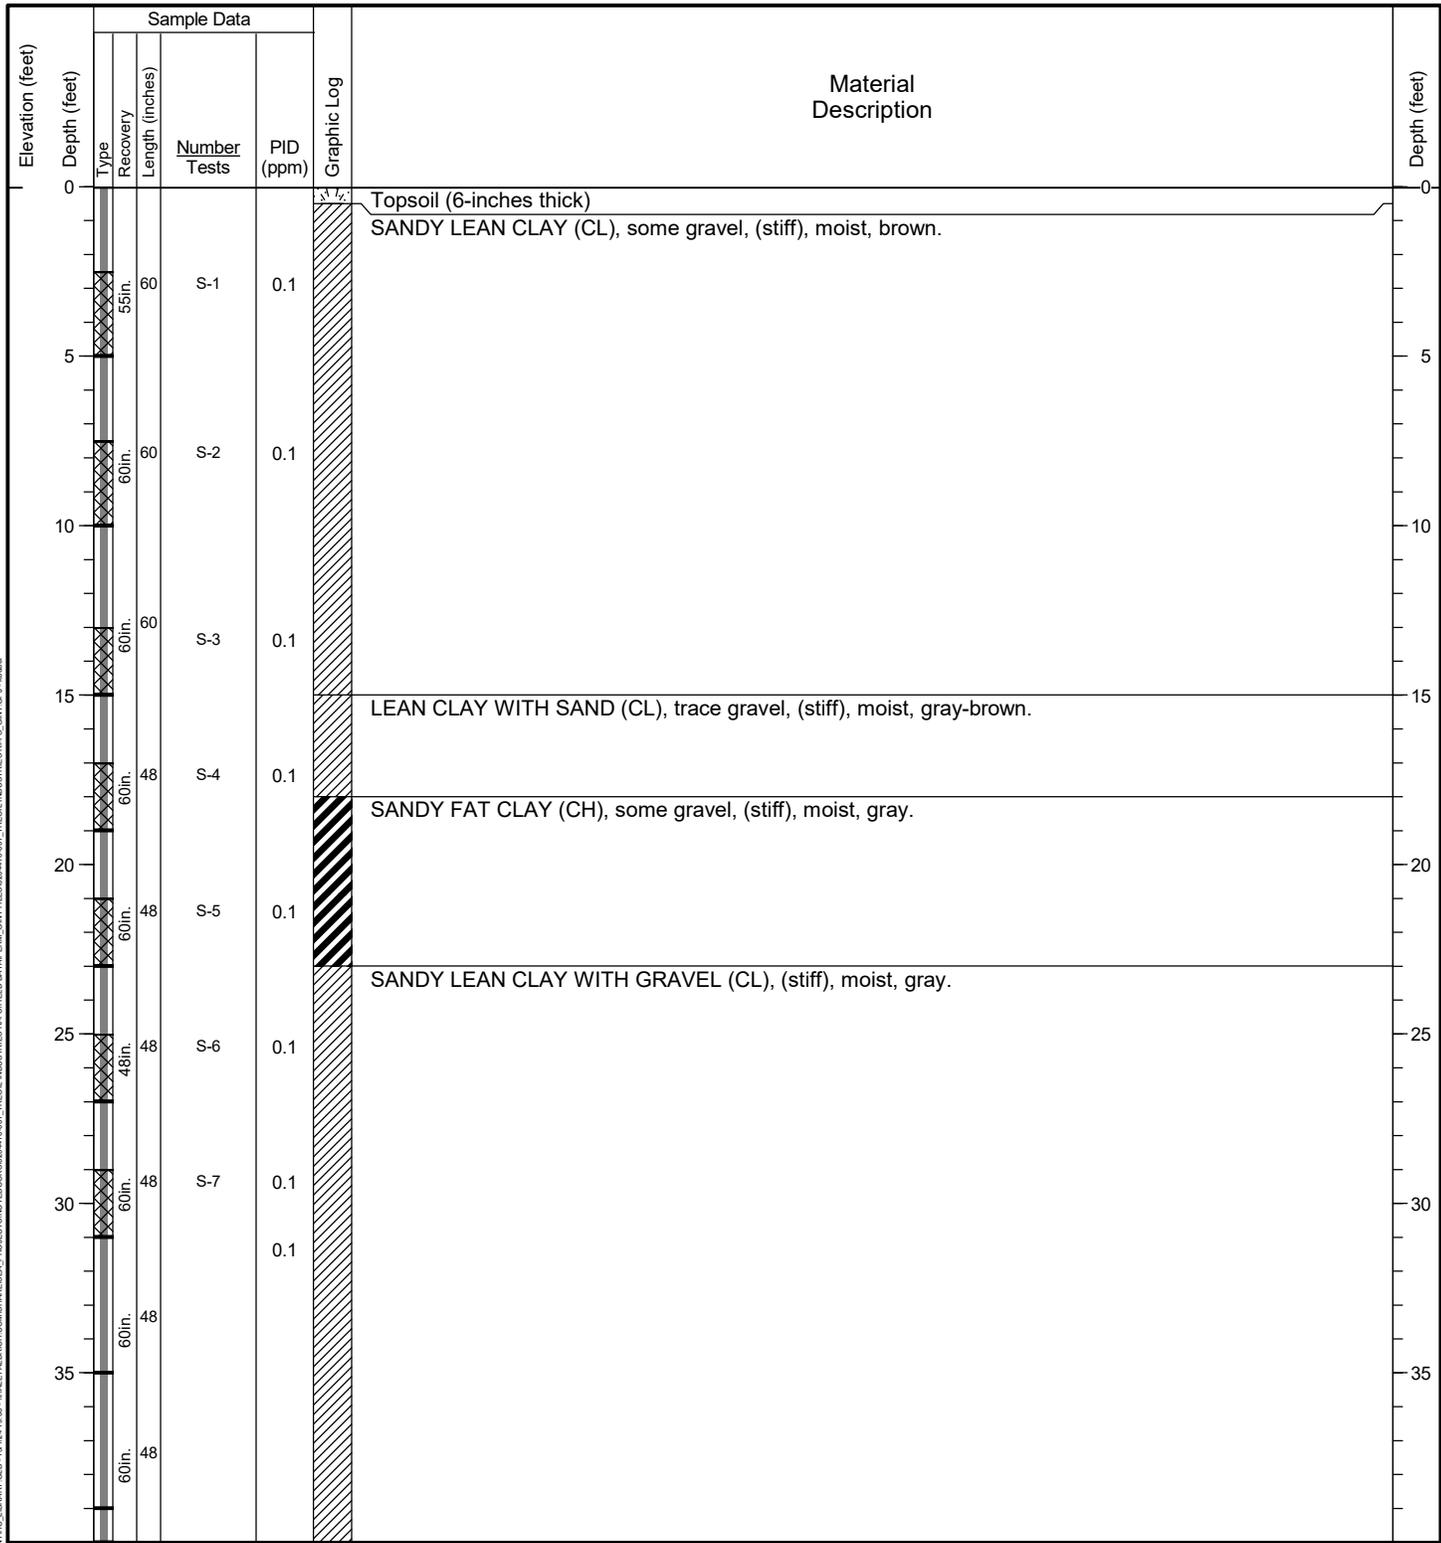 Sample Data
Elevation (feet)
Depth (feet)
Type
Recovery
Length (inches)
Number
Tests
PID
(ppm)
Graphic Log
Material
Description
Depth (feet)
0
0
Topsoil (6-inches thick)
SANDY LEAN CLAY (CL), some gravel, (stiff), moist, brown.
55in.
60
S-1
0.1
5
5
60in.
60
S-2
0.1
10
10
60in.
60
S-3
0.1
15
15
LEAN CLAY WITH SAND (CL), trace gravel, (stiff), moist, gray-brown.
60in.
48
S-4
0.1
SANDY FAT CLAY (CH), some gravel, (stiff), moist, gray.
20
20
60in.
48
S-5
0.1
SANDY LEAN CLAY WITH GRAVEL (CL), (stiff), moist, gray.
25
25
48in.
48
S-6
0.1
60in.
48
S-7
0.1
30
30
0.1
60in.
48
35
35
60in.
48